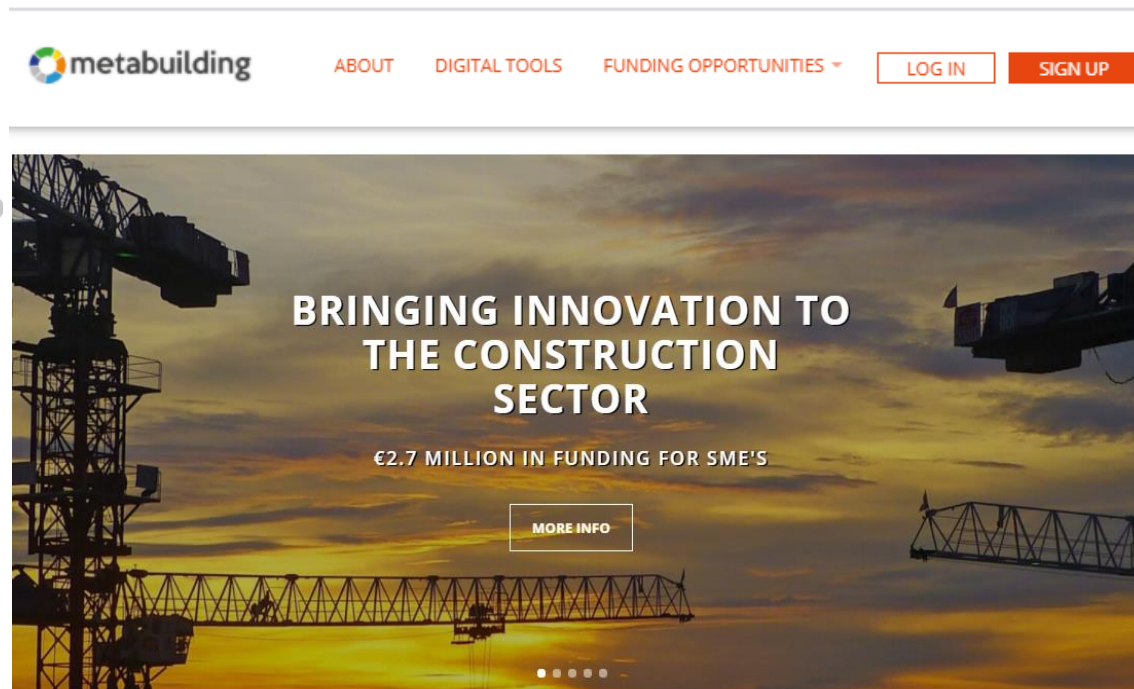 metabuilding
ABOUT
DIGITAL TOOLS
FUNDING OPPORTUNITIES
LOG IN
SIGN UP
BRINGING INNOVATION TO
THE CONSTRUCTION
SECTOR
€2.7 MILLION IN FUNDING FOR SME'S
MORE INFO